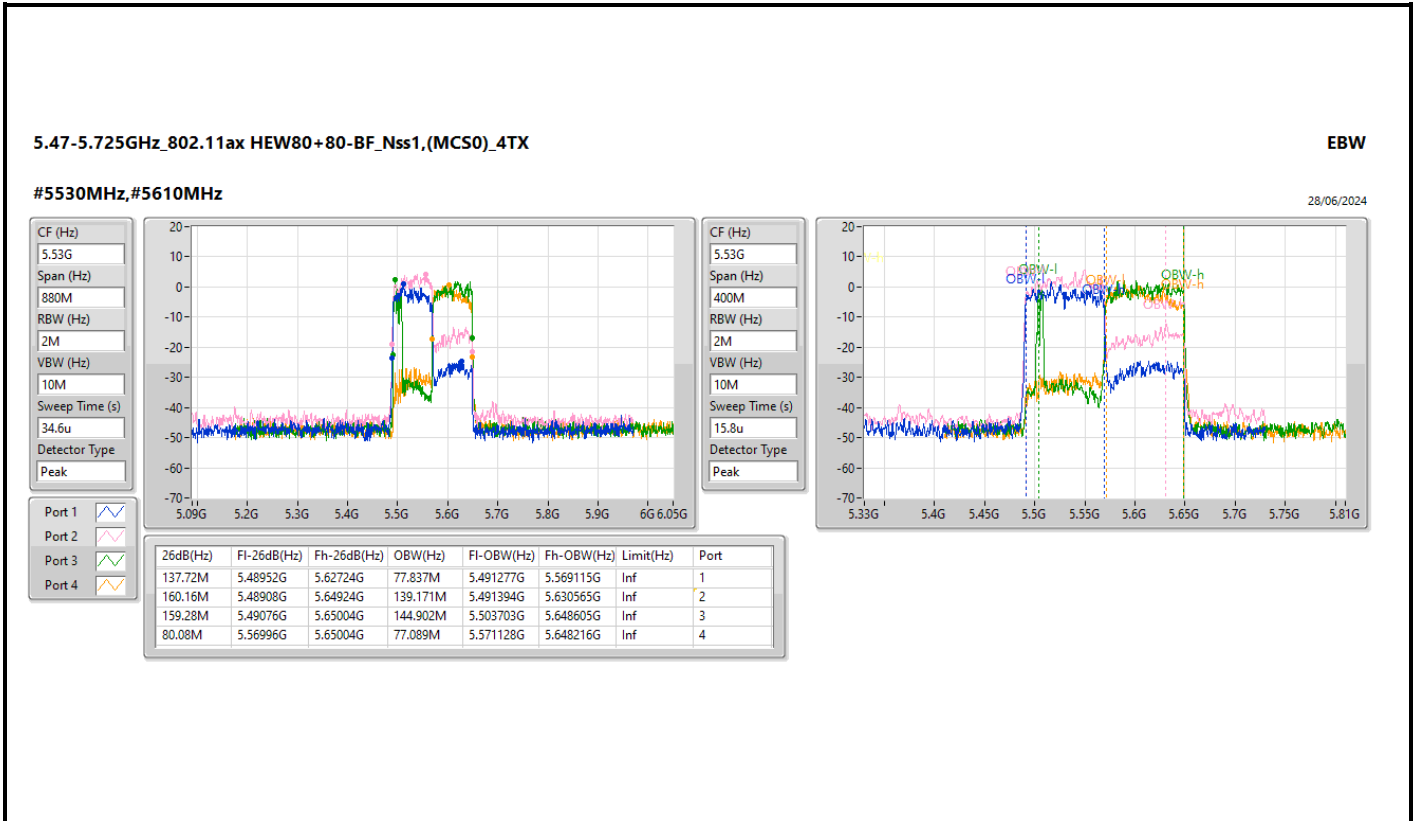 5.47-5.725GHz_802.11ax HEW80+80-BF_Nss1,(MCS0)_4TX
EBW
#5530MHz,#5610MHz
28/06/2024
CF (Hz)
5.53G
Span (Hz)
880M
RBW (Hz)
2M
VBW (Hz)
10M
Sweep Time (s)
34.6u
Detector Type
Peak
20
10
0
-10
-20
-30
-40
-50
-60
-70
5.09G 5.2G 5.3G 5.4G 5.5G 5.6G 5.7G 5.8G 5.9G 6G 6.05G
CF (Hz)
5.53G
Span (Hz)
400M
RBW (Hz)
2M
VBW (Hz)
10M
Sweep Time (s)
15.8u
Detector Type
Peak
20
10
0
-10
-20
-30
-40
-50
-60
-70
OBW-l
OBW-l
OBW-h
5.33G 5.4G 5.45G 5.5G 5.55G 5.6G 5.65G 5.7G 5.75G 5.81G
Port 1
Port 2
Port 3
Port 4
26dB(Hz) Fl-26dB(Hz) Fh-26dB(Hz) OBW(Hz) Fl-OBW(Hz) Fh-OBW(Hz) Limit(Hz) Port
137.72M 5.48952G 5.62724G 77.837M 5.491277G 5.569115G Inf 1
160.16M 5.48908G 5.64924G 139.171M 5.491394G 5.630565G Inf 2
159.28M 5.49076G 5.65004G 144.902M 5.503703G 5.648605G Inf 3
80.08M 5.56996G 5.65004G 77.089M 5.571128G 5.648216G Inf 4